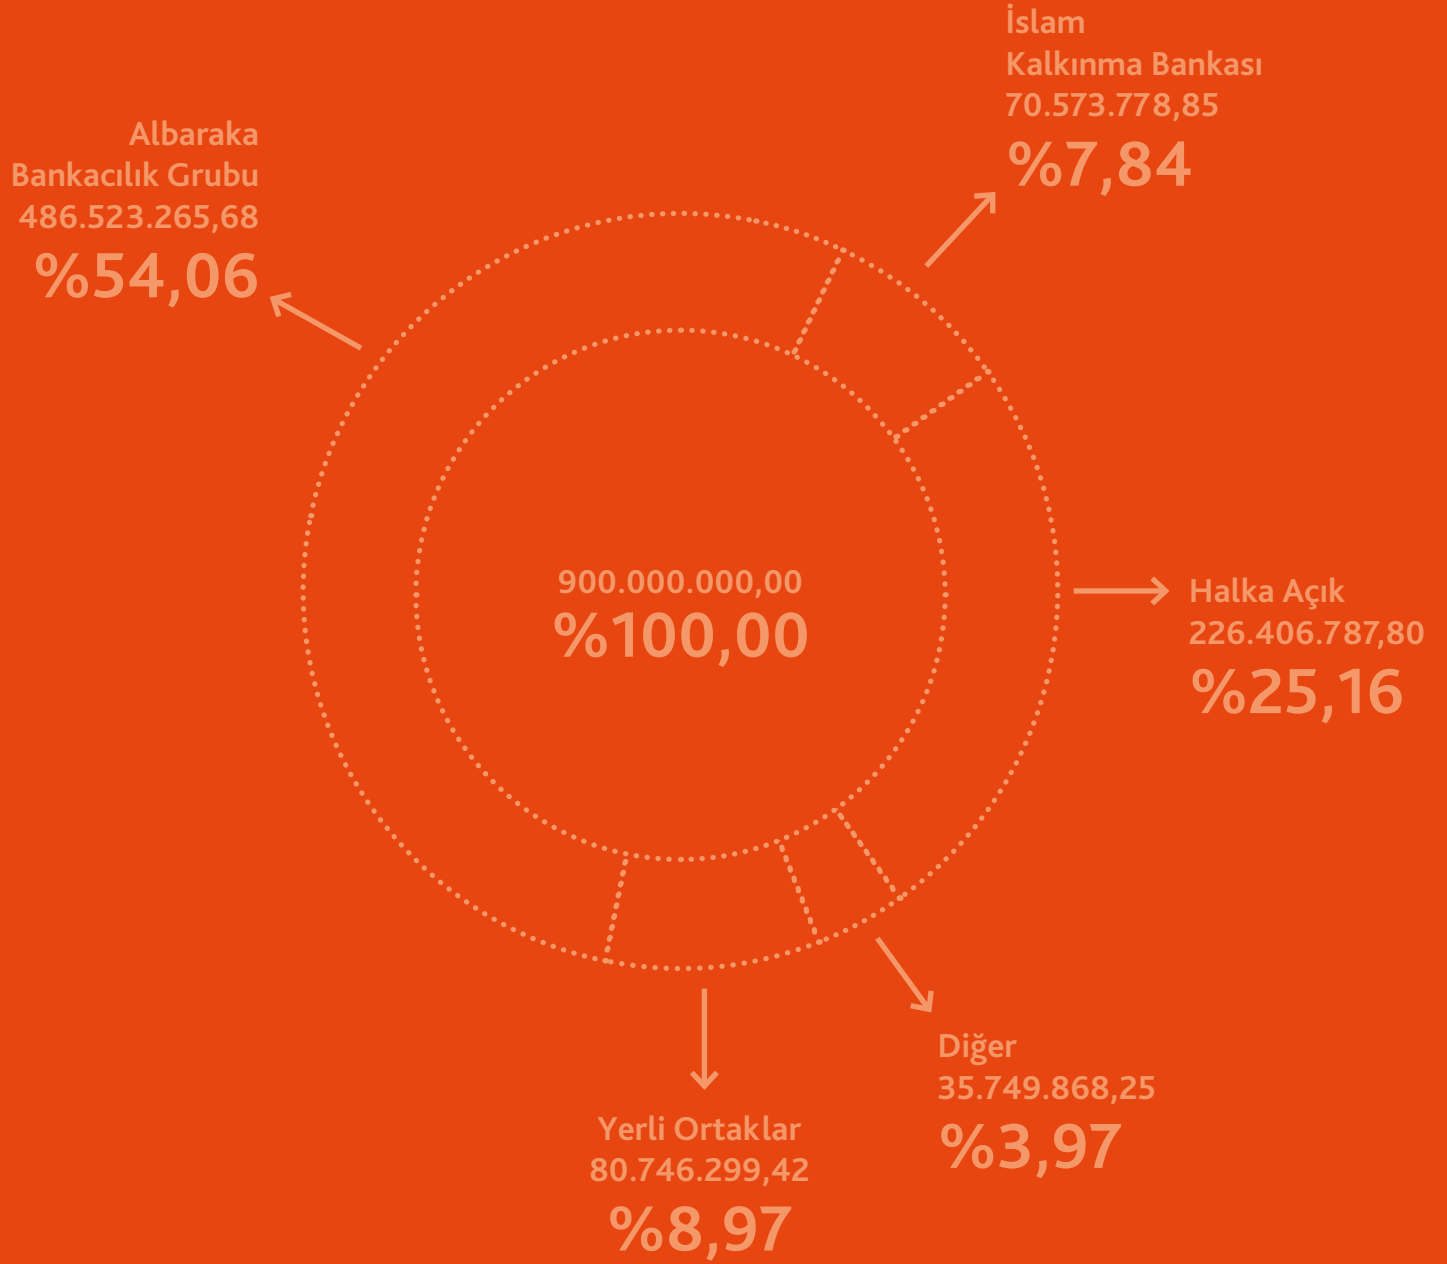 İslam
Kalkınma Bankası
70.573.778,85
%7,84
Albaraka
Bankacılık Grubu
486.523.265,68
%54,06
900.000.000,00
%100,00
Halka Açık
226.406.787,80
%25,16
Diğer
35.749.868,25
%3,97
Yerli Ortaklar
80.746.299,42
%8,97